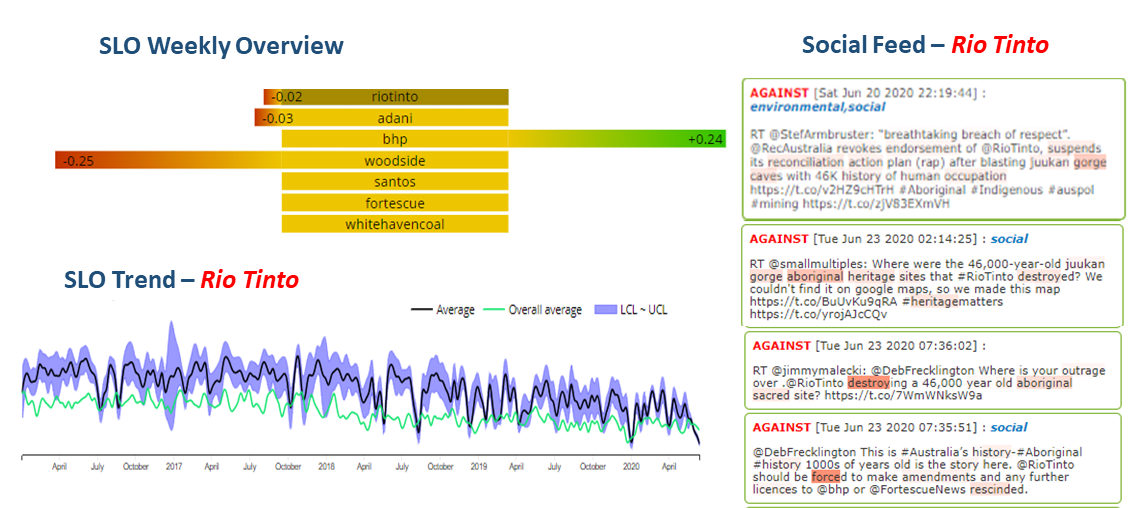 SLO Weekly Overview
-0.02 riotinto
-0.03 adani
bhp +0.24
-0.25 woodside
santos
fortescue
whitehavencoal
SLO Trend – Rio Tinto
Average Overall average LCL ~ UCL
April July October 2017 April July October 2018 April July October 2019 April July October 2020 April
Social Feed – Rio Tinto
AGAINST [Sat Jun 20 2020 22:19:44] :
environmental,social
RT @StefArmbruster: “breathtaking breach of respect”.
@RecAustralia revokes endorsement of @RioTinto, suspends
its reconciliation action plan (rap) after blasting juukan gorge
caves with 46K history of human occupation
https://t.co/v2HZ9cHTrH #Aboriginal #Indigenous #auspol
#mining https://t.co/zjV83EXmVH
AGAINST [Tue Jun 23 2020 02:14:25] : social
RT @smallmultiples: Where were the 46,000-year-old juukan
gorge aboriginal heritage sites that #RioTinto destroyed? We
couldn't find it on google maps, so we made this map
https://t.co/BuUvKu9qRA #heritagematters
https://t.co/yrojAJcCQv
AGAINST [Tue Jun 23 2020 07:36:02] :
RT @jimmymalecki: @DebFrecklington Where is your outrage
over .@RioTinto destroying a 46,000 year old aboriginal
sacred site? https://t.co/7WmWNksW9a
AGAINST [Tue Jun 23 2020 07:35:51] : social
@DebFrecklington This is #Australia’s history-#Aboriginal
#history 1000s of years old is the story here. @RioTinto
should be forced to make amendments and any further
licences to @bhp or @FortescueNews rescinded.